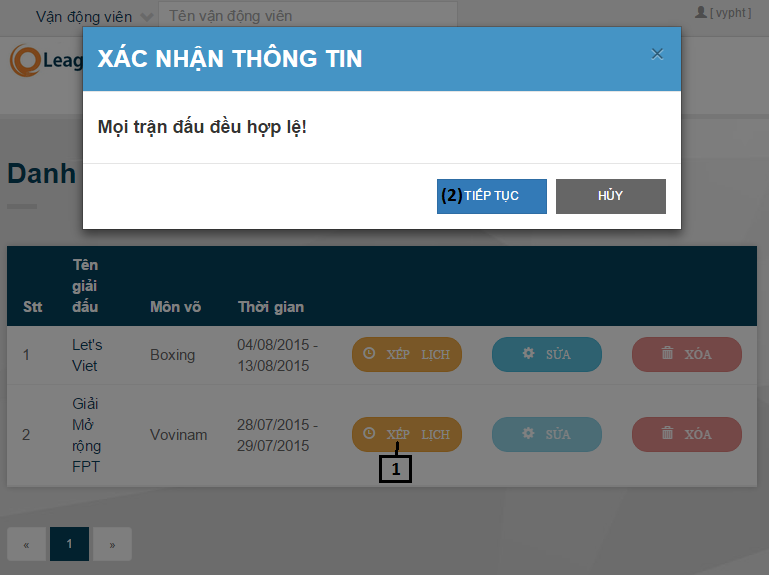 Vận động viên Tên vận động viên [ vypht ]
Leag
XÁC NHẬN THÔNG TIN ×
Mọi trận đấu đều hợp lệ!
(2) TIẾP TỤC HỦY
Danh
Stt Tên giải đấu Môn võ Thời gian
1 Let's Viet Boxing 04/08/2015 - 13/08/2015 XẾP LỊCH SỬA XÓA
2 Giải Mở rộng FPT Vovinam 28/07/2015 - 29/07/2015 XẾP LỊCH SỬA XÓA
1
« 1 »